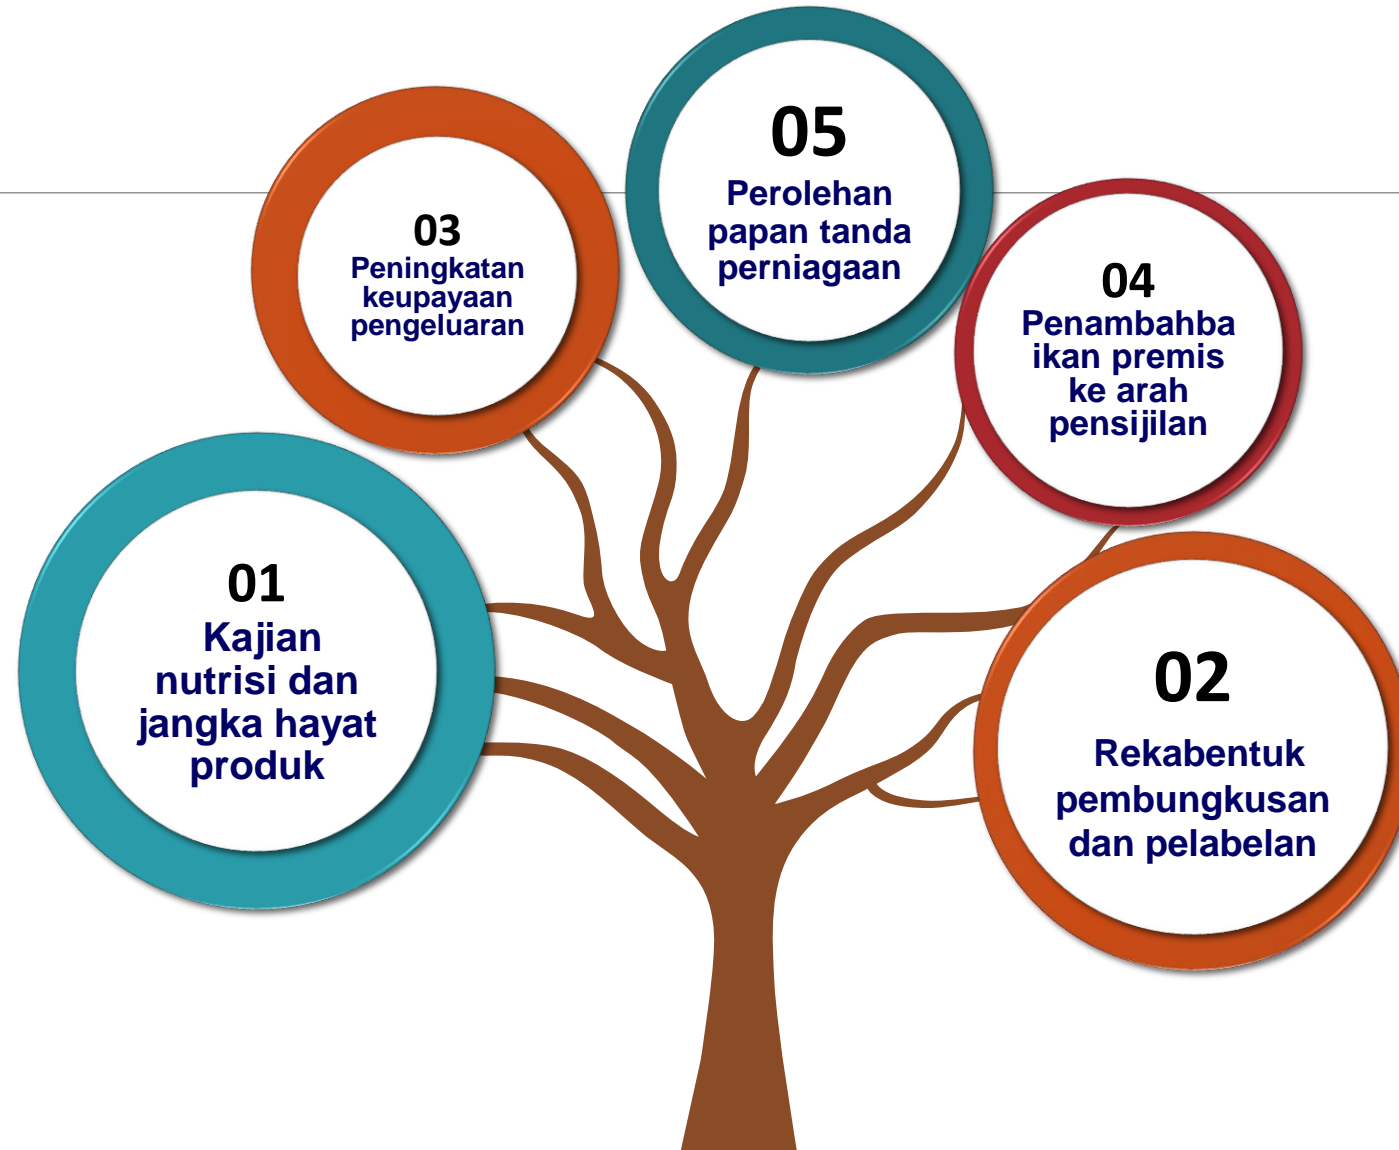 01
Kajian
nutrisi dan
jangka hayat
produk
02
Rekabentuk
pembungkusan
dan pelabelan
03
Peningkatan
keupayaan
pengeluaran
04
Penambahba
ikan premis
ke arah
pensijilan
05
Perolehan
papan tanda
perniagaan